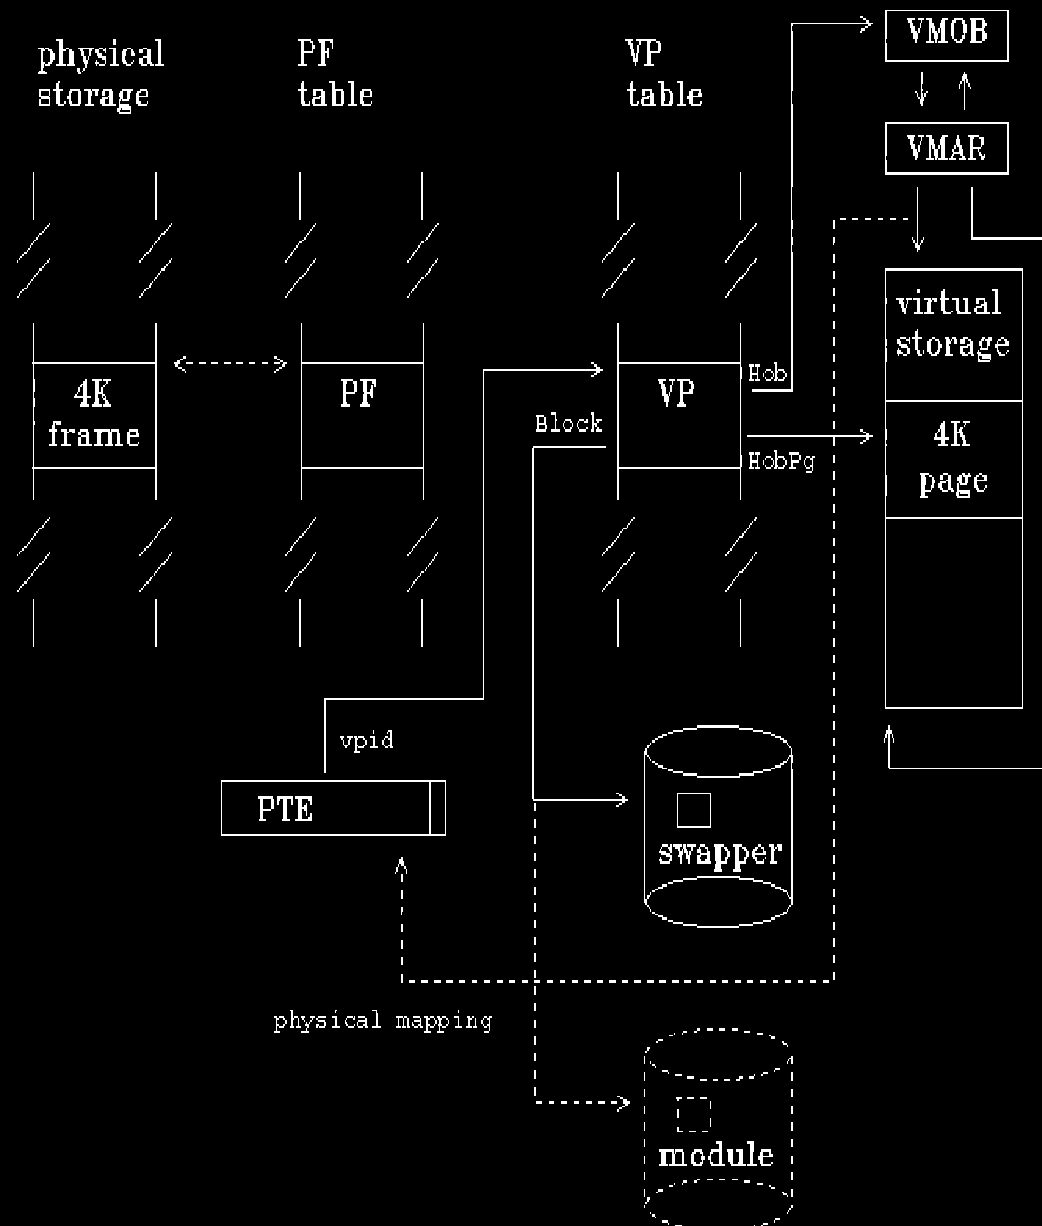 physical
storage
PF
table
VP
table
VMOB
VMAR
virtual
storage
4K
frame
PF
VP
Hob
Block
HobPg
4K
page
vpid
PTE
swapper
physical mapping
module